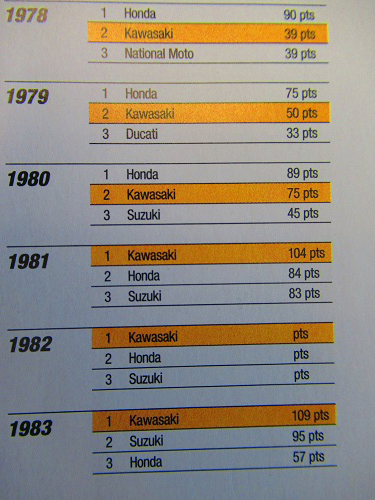 1978 1 Honda 90 pts
2 Kawasaki 39 pts
3 National Moto 39 pts
1979 1 Honda 75 pts
2 Kawasaki 50 pts
3 Ducati 33 pts
1980 1 Honda 89 pts
2 Kawasaki 75 pts
3 Suzuki 45 pts
1981 1 Kawasaki 104 pts
2 Honda 84 pts
3 Suzuki 83 pts
1982 1 Kawasaki pts
2 Honda pts
3 Suzuki pts
1983 1 Kawasaki 109 pts
2 Suzuki 95 pts
3 Honda 57 pts